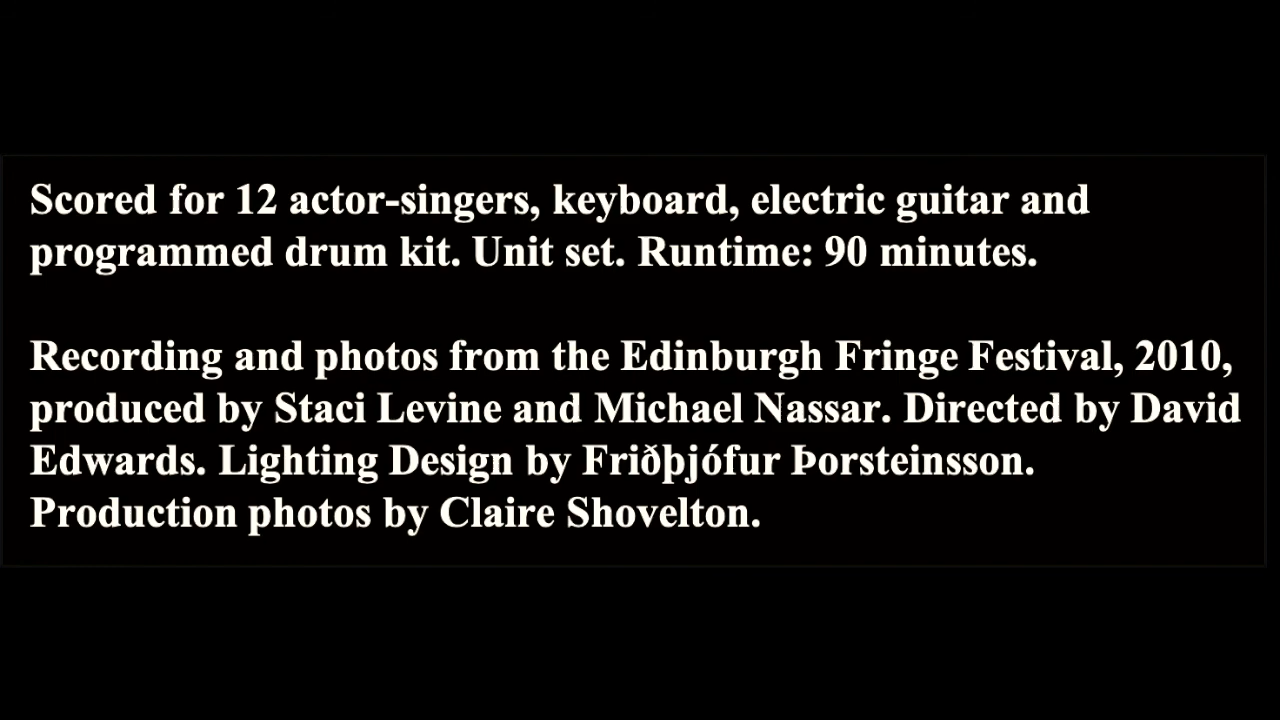 Scored for 12 actor-singers, keyboard, electric guitar and
programmed drum kit. Unit set. Runtime: 90 minutes.
Recording and photos from the Edinburgh Fringe Festival, 2010,
produced by Staci Levine and Michael Nassar. Directed by David
Edwards. Lighting Design by Friðþjófur Þorsteinsson.
Production photos by Claire Shovelton.